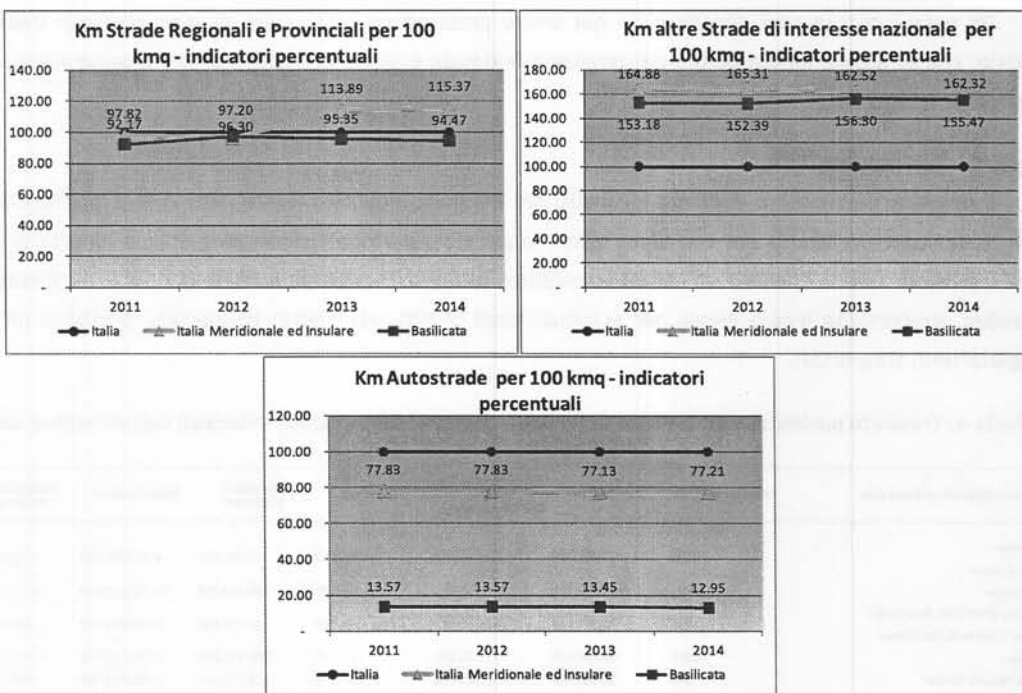 Km Strade Regionali e Provinciali per 100
kmq - indicatori percentuali
140.00
120.00
100.00
80.00
60.00
40.00
20.00
-
113.89 115.37
97.82 97.20
92.17 96.30 95.35 94.47
2011 2012 2013 2014
Italia Italia Meridionale ed Insulare Basilicata
Km altre Strade di interesse nazionale per
100 kmq - indicatori percentuali
180.00
160.00
140.00
120.00
100.00
80.00
60.00
40.00
20.00
-
164.88 165.31 162.52 162.32
153.18 152.39 156.30 155.47
2011 2012 2013 2014
Italia Italia Meridionale ed Insulare Basilicata
Km Autostrade per 100 kmq - indicatori
percentuali
120.00
100.00
80.00
60.00
40.00
20.00
-
77.83 77.83 77.13 77.21
13.57 13.57 13.45 12.95
2011 2012 2013 2014
Italia Italia Meridionale ed Insulare Basilicata